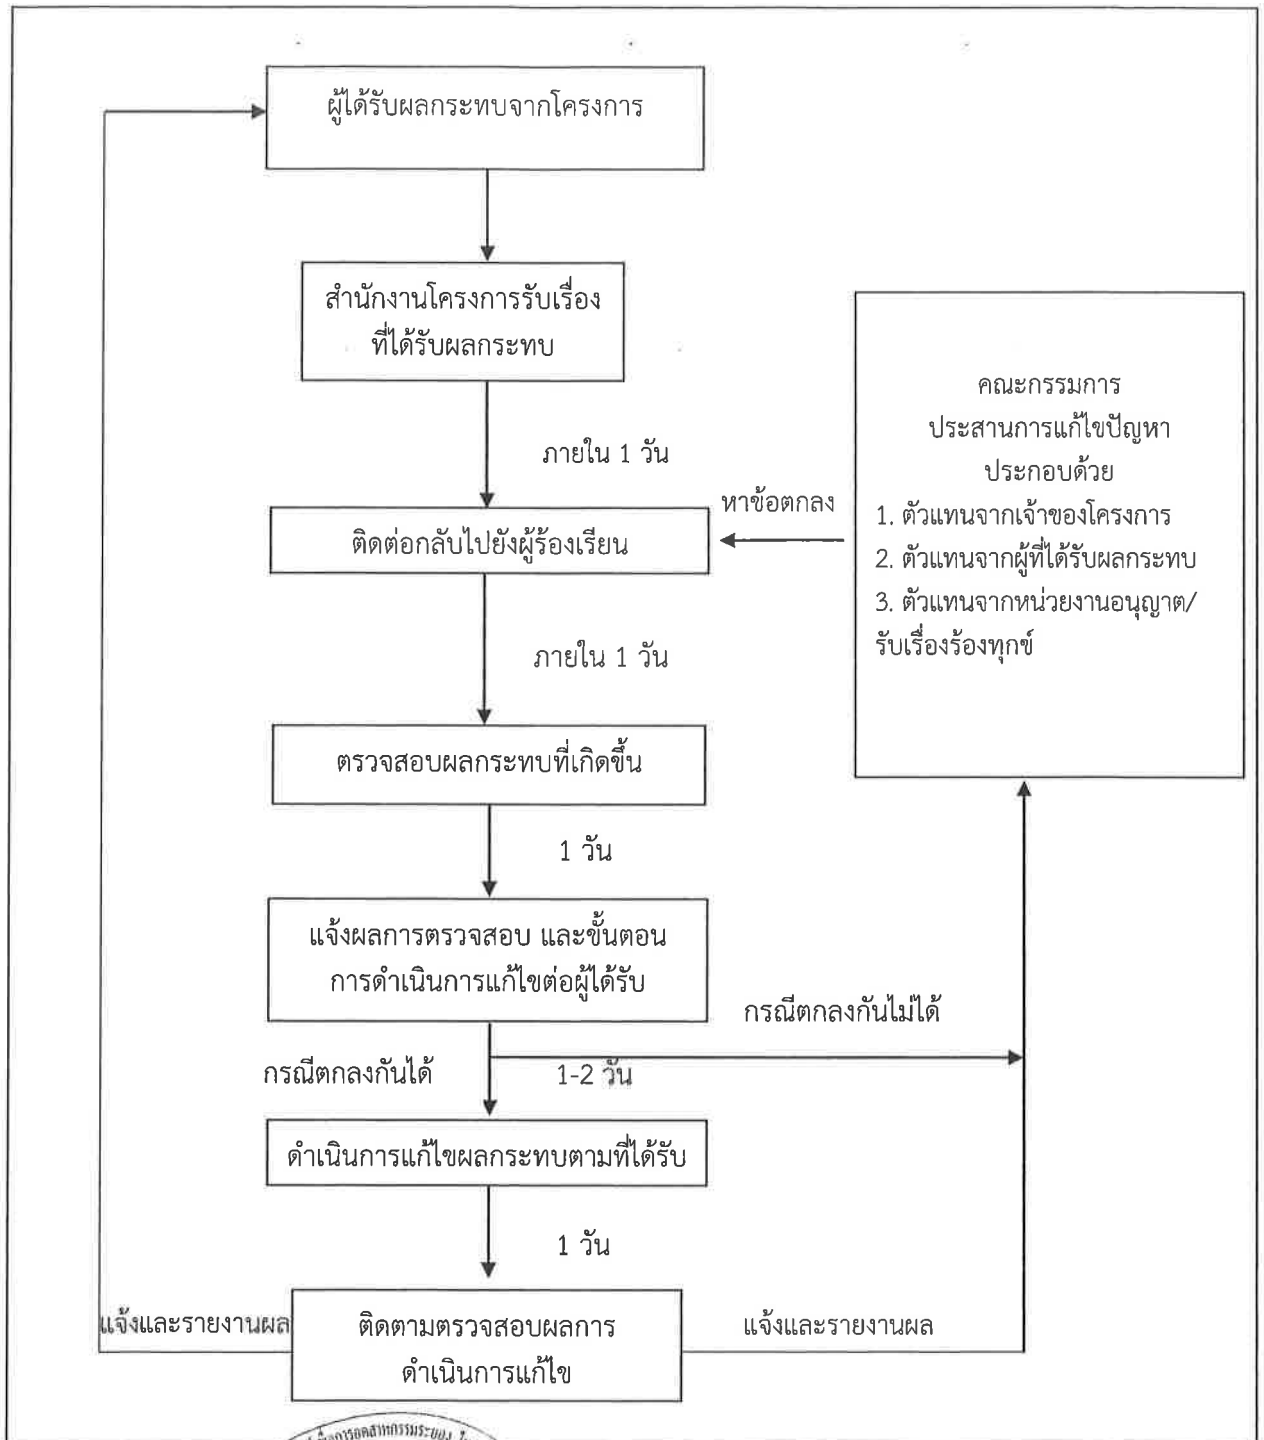 ผู้ได้รับผลกระทบจากโครงการ
สำนักงานโครงการรับเรื่อง
ที่ได้รับผลกระทบ
ภายใน 1 วัน
ติดต่อกลับไปยังผู้ร้องเรียน
หาข้อตกลง
คณะกรรมการ
ประสานการแก้ไขปัญหา
ประกอบด้วย
1. ตัวแทนจากเจ้าของโครงการ
2. ตัวแทนจากผู้ที่ได้รับผลกระทบ
3. ตัวแทนจากหน่วยงานอนุญาต/
รับเรื่องร้องทุกข์
ภายใน 1 วัน
ตรวจสอบผลกระทบที่เกิดขึ้น
1 วัน
แจ้งผลการตรวจสอบ และขั้นตอน
การดำเนินการแก้ไขต่อผู้ได้รับ
กรณีตกลงกันไม่ได้
กรณีตกลงกันได้
1-2 วัน
ดำเนินการแก้ไขผลกระทบตามที่ได้รับ
1 วัน
แจ้งและรายงานผล
ติดตามตรวจสอบผลการ
ดำเนินการแก้ไข
แจ้งและรายงานผล